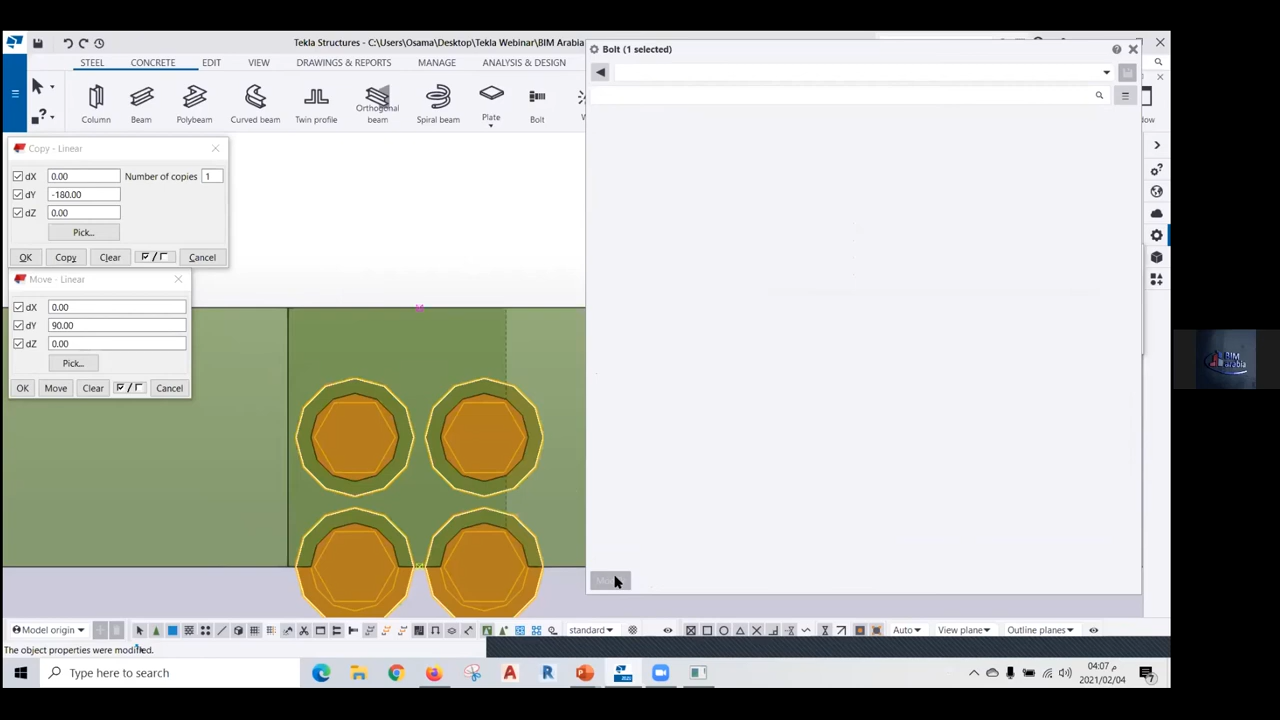 Tekla Structures - C:\Users\Osama\Desktop\Tekla Webinar\BIM Arabia
Bolt (1 selected)
STEEL CONCRETE EDIT VIEW DRAWINGS & REPORTS MANAGE ANALYSIS & DESIGN
Column Beam Polybeam Curved beam Twin profile Orthogonal beam Spiral beam Plate Bolt
Copy - Linear
dX 0.00 Number of copies 1
dY -180.00
dZ 0.00
Pick...
OK Copy Clear Cancel
Move - Linear
dX 0.00
dY 90.00
dZ 0.00
Pick...
OK Move Clear Cancel
BIM
arabia
Model origin standard Auto View plane Outline planes
The object properties were modified.
Type here to search
04:07 م
2021/02/04
7